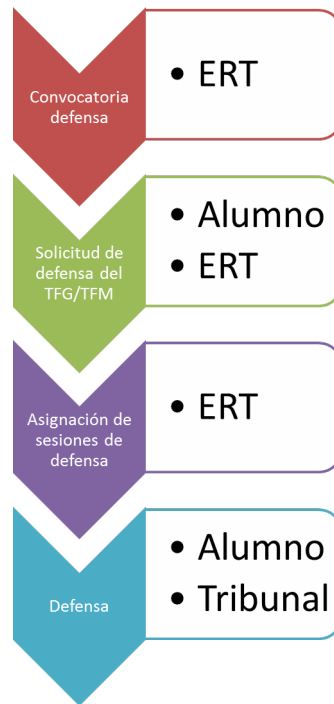 Convocatoria
defensa
• ERT
Solicitud de
defensa del
TFG/TFM
• Alumno
• ERT
Asignación de
sesiones de
defensa
• ERT
Defensa
• Alumno
• Tribunal